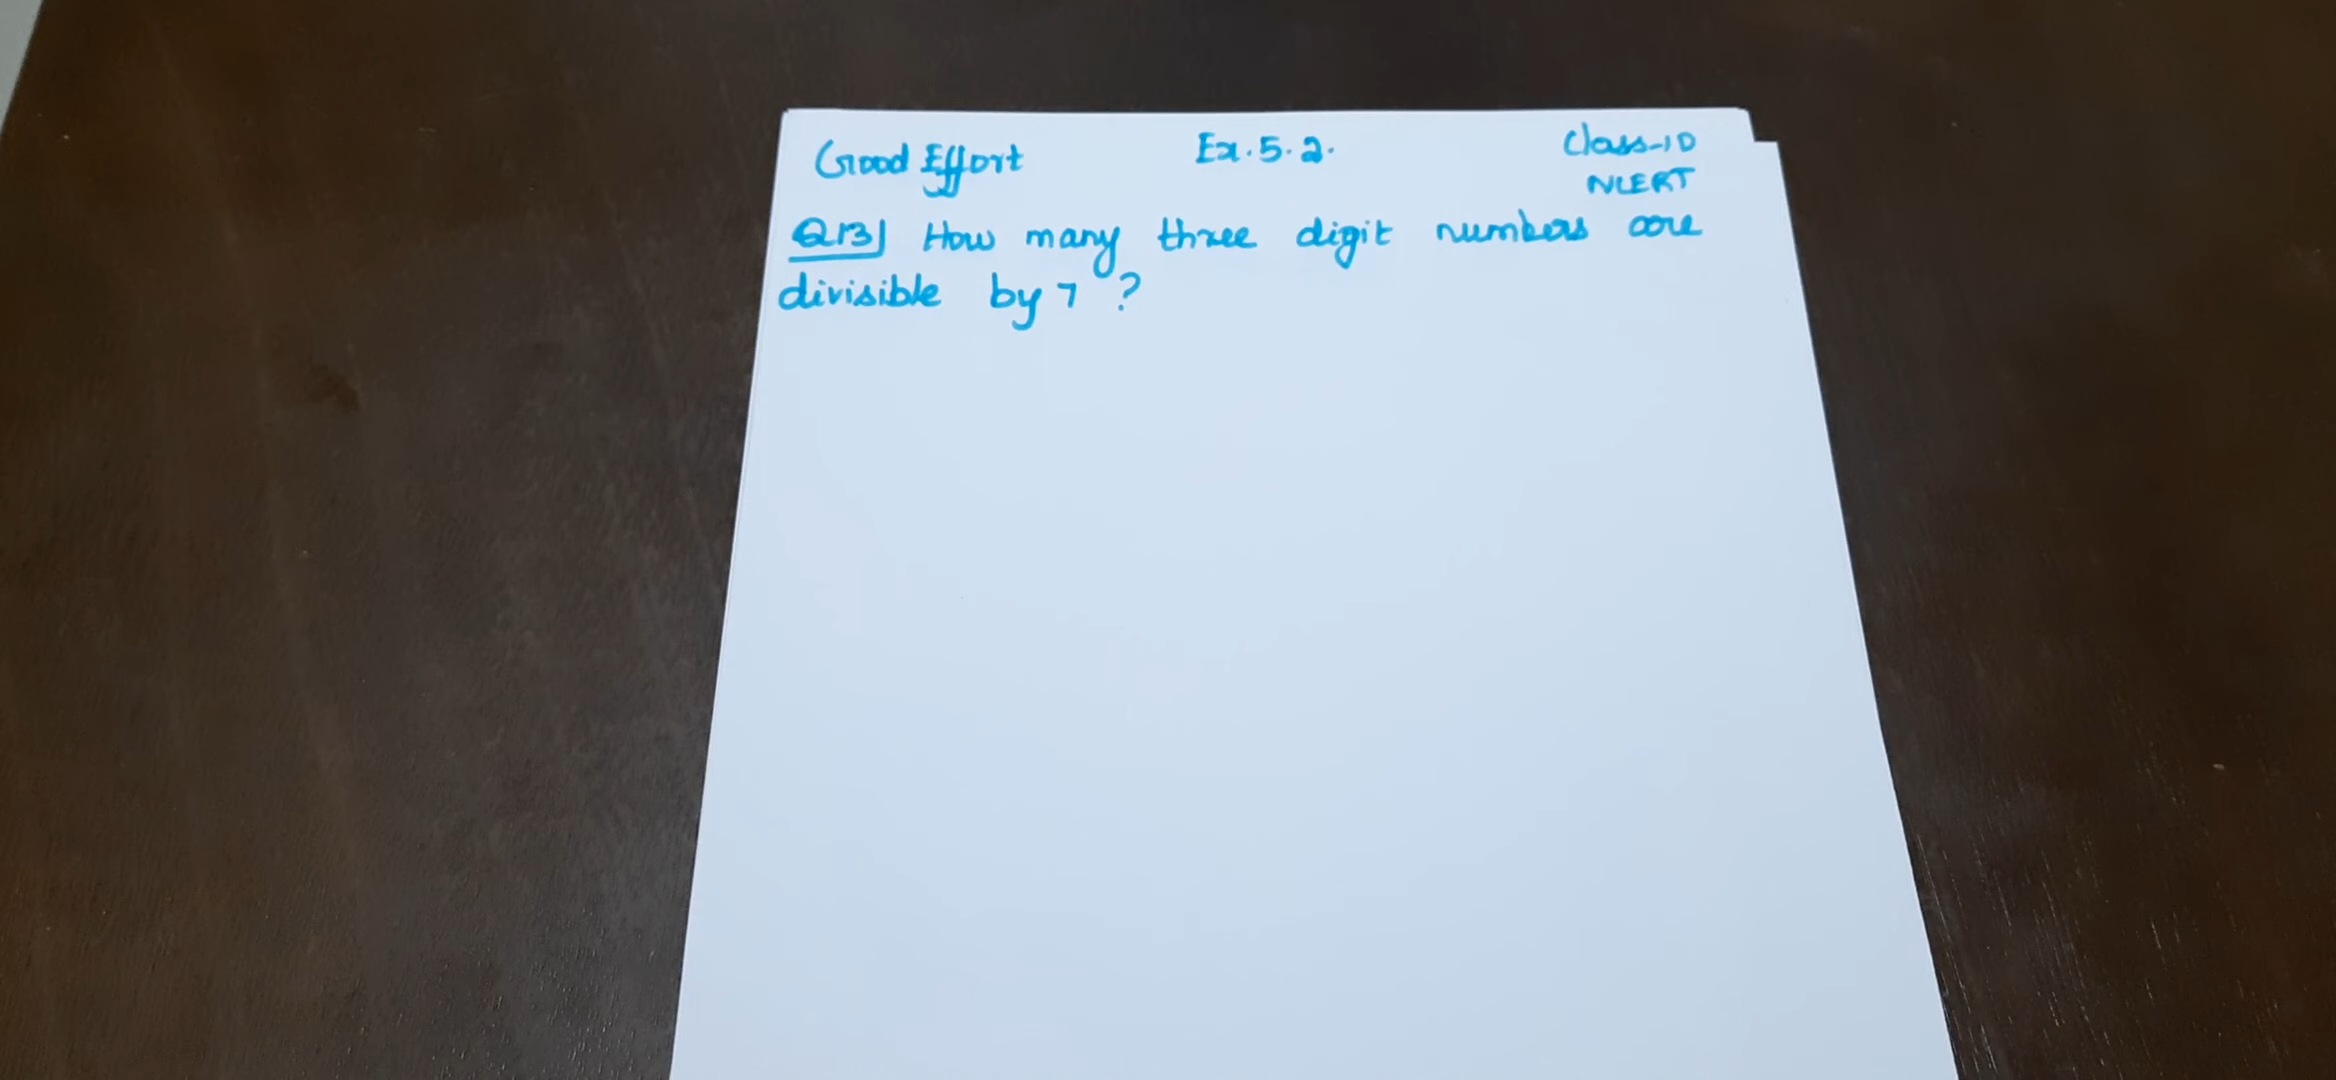 Good Effort Ex. 5.2. Class-10
NCERT
Q13] How many three digit numbers are
divisible by 7 ?